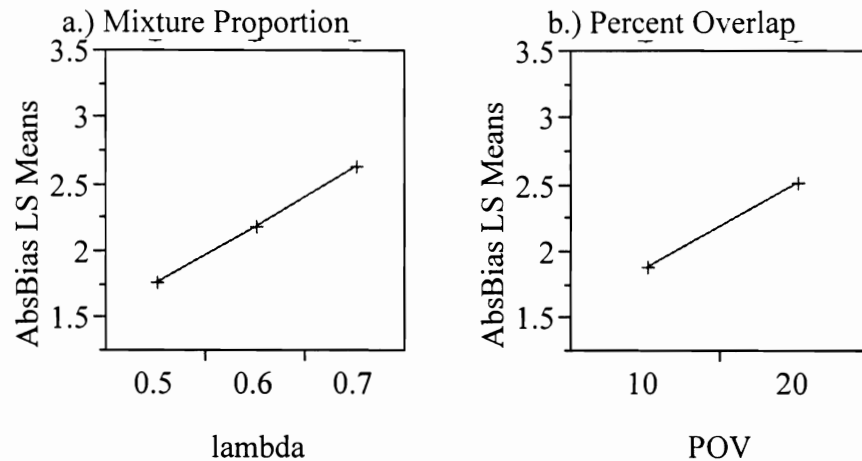 a.) Mixture Proportion
3.5
3
2.5
2
1.5
AbsBias LS Means
0.5 0.6 0.7
lambda
b.) Percent Overlap
3.5
3
2.5
2
1.5
AbsBias LS Means
10 20
POV